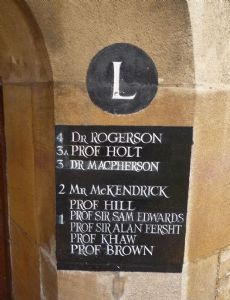 L
4 DR ROGERSON
3A PROF HOLT
3 DR MACPHERSON
2 MR MCKENDRICK
PROF HILL
1 PROF SIR SAM EDWARDS
PROF SIR ALAN FERSHT
PROF KHAW
PROF BROWN